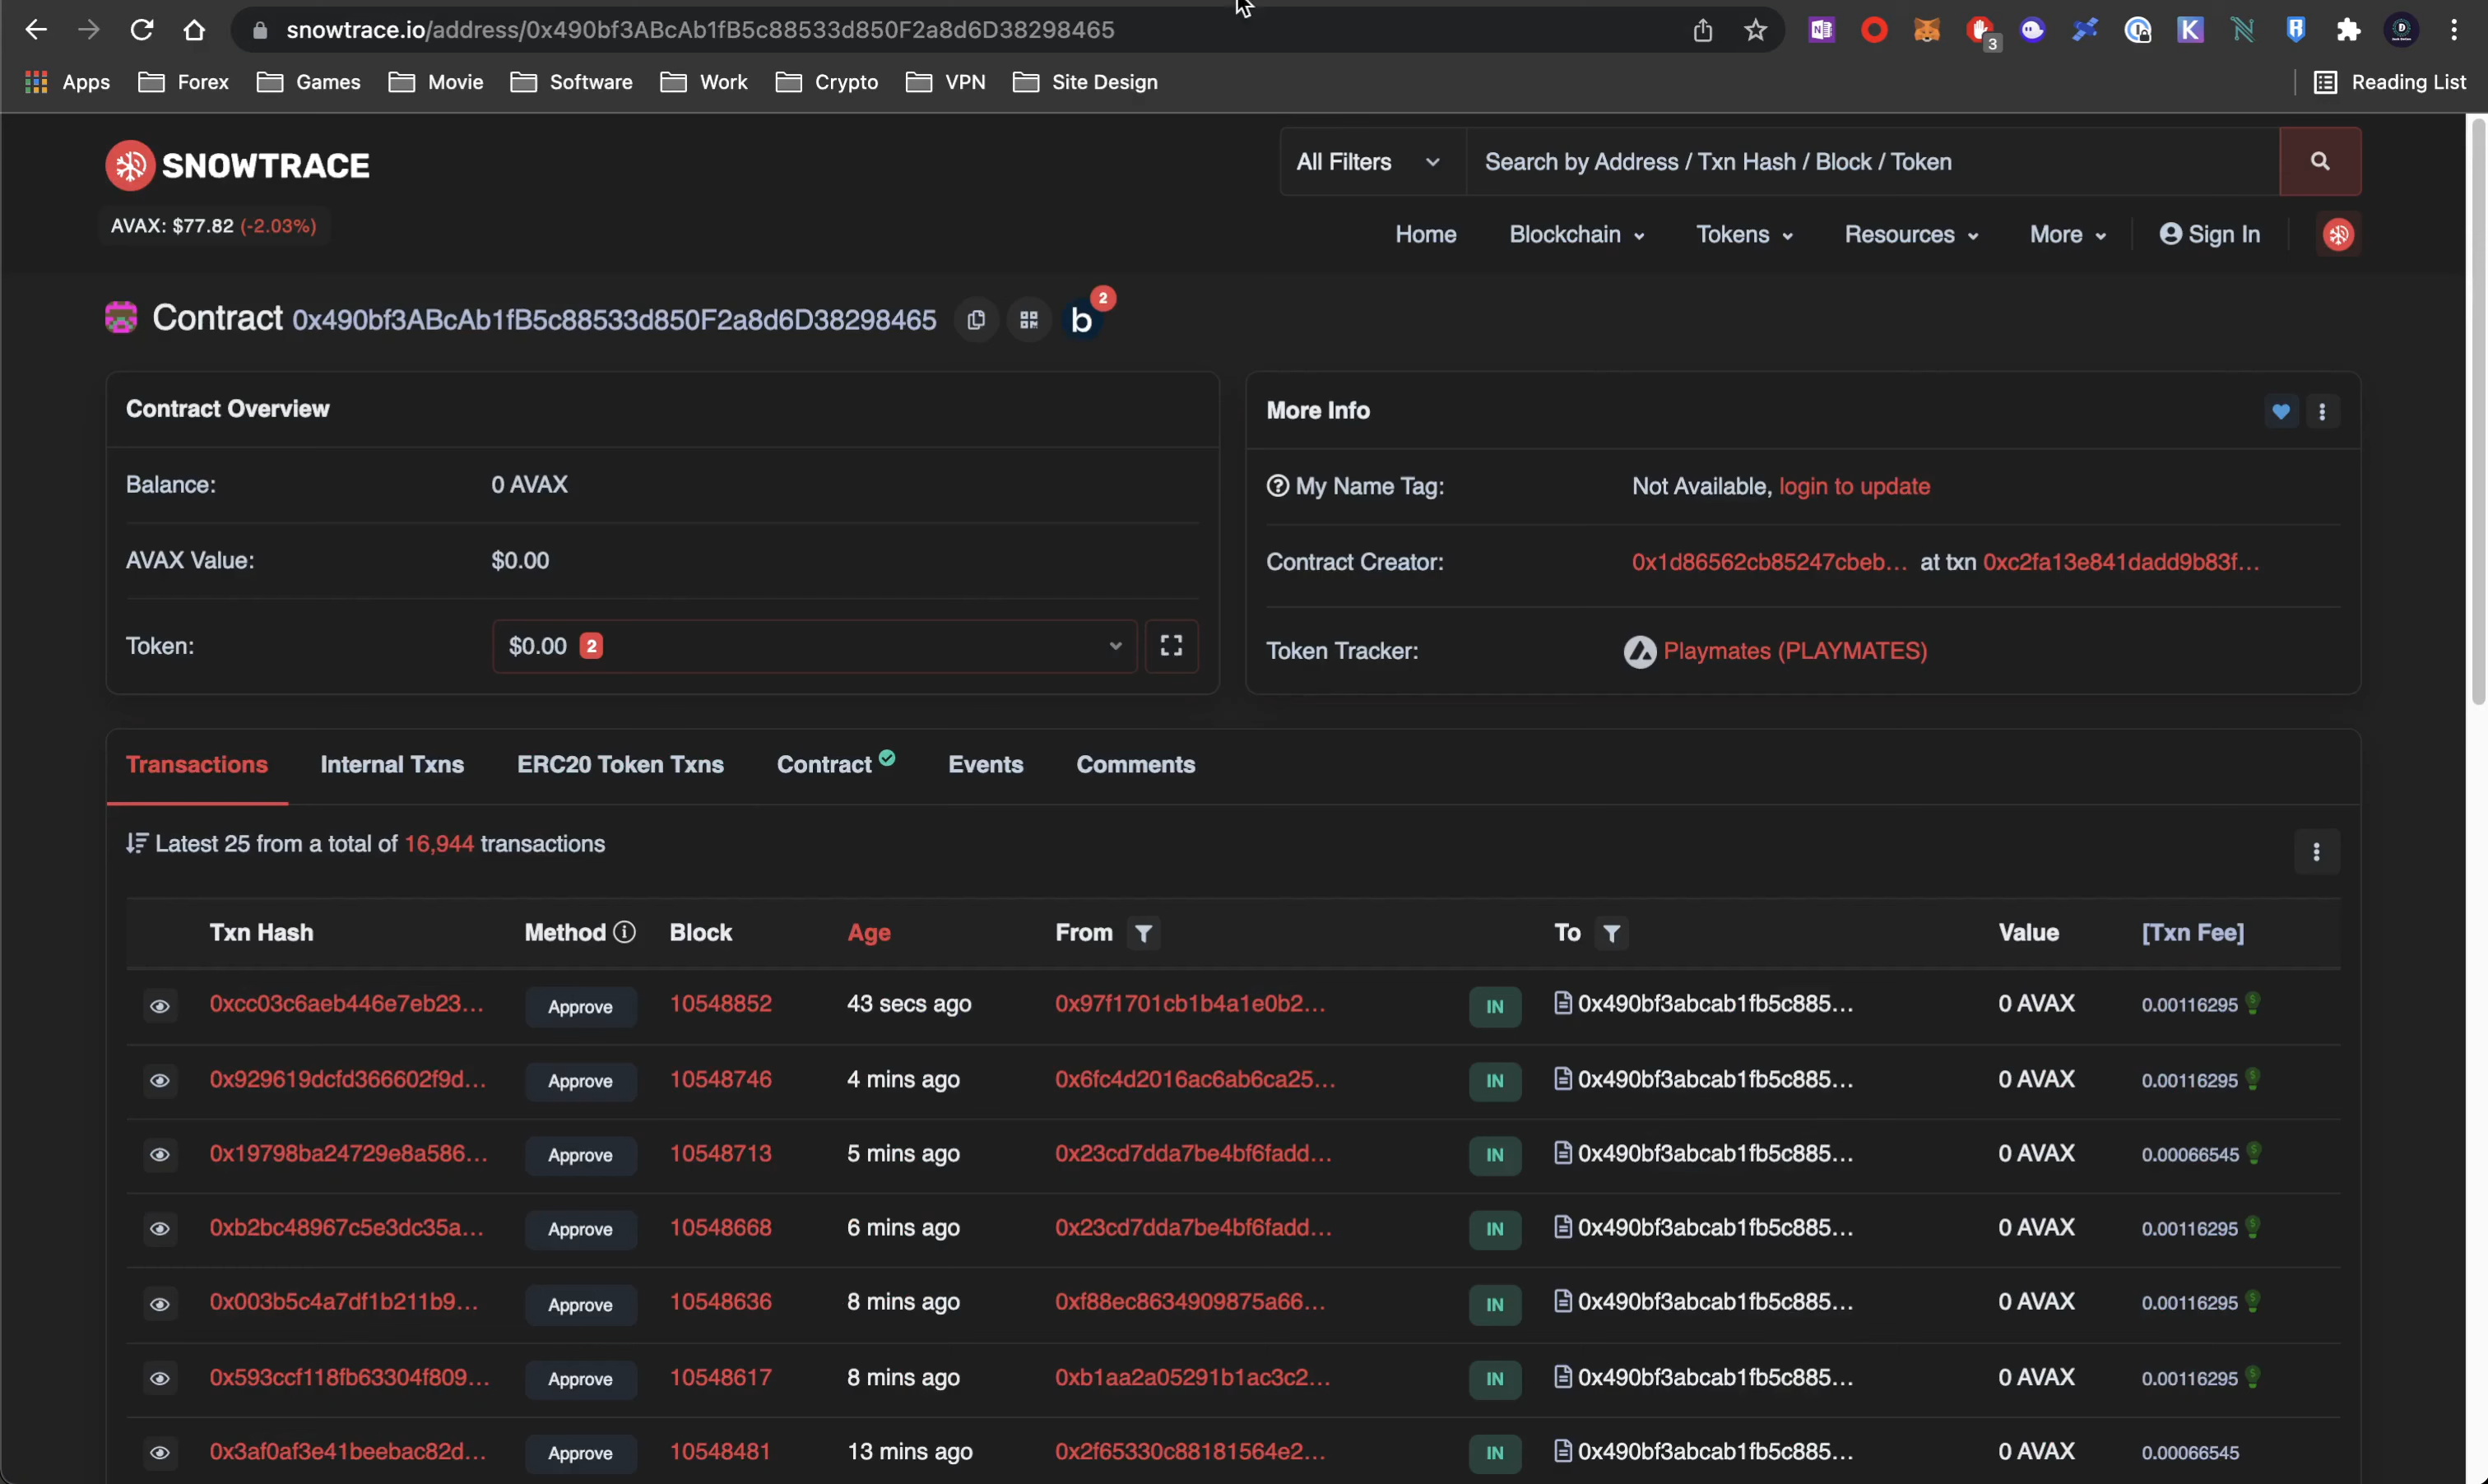 snowtrace.io/address/0x490bf3ABcAb1fB5c88533d850F2a8d6D38298465
3
Apps Forex Games Movie Software Work Crypto VPN Site Design Reading List
SNOWTRACE
All Filters Search by Address / Txn Hash / Block / Token
AVAX: $77.82 (-2.03%)
Home Blockchain Tokens Resources More Sign In
Contract 0x490bf3ABcAb1fB5c88533d850F2a8d6D38298465 b 2
Contract Overview
Balance: 0 AVAX
AVAX Value: $0.00
Token: $0.00 2
More Info
My Name Tag: Not Available, login to update
Contract Creator: 0x1d86562cb85247cbeb... at txn 0xc2fa13e841dadd9b83f...
Token Tracker: Playmates (PLAYMATES)
Transactions Internal Txns ERC20 Token Txns Contract Events Comments
Latest 25 from a total of 16,944 transactions
Txn Hash Method Block Age From To Value [Txn Fee]
0xcc03c6aeb446e7eb23... Approve 10548852 43 secs ago 0x97f1701cb1b4a1e0b2... IN 0x490bf3abcab1fb5c885... 0 AVAX 0.00116295
0x929619dcfd366602f9d... Approve 10548746 4 mins ago 0x6fc4d2016ac6ab6ca25... IN 0x490bf3abcab1fb5c885... 0 AVAX 0.00116295
0x19798ba24729e8a586... Approve 10548713 5 mins ago 0x23cd7dda7be4bf6fadd... IN 0x490bf3abcab1fb5c885... 0 AVAX 0.00066545
0xb2bc48967c5e3dc35a... Approve 10548668 6 mins ago 0x23cd7dda7be4bf6fadd... IN 0x490bf3abcab1fb5c885... 0 AVAX 0.00116295
0x003b5c4a7df1b211b9... Approve 10548636 8 mins ago 0xf88ec8634909875a66... IN 0x490bf3abcab1fb5c885... 0 AVAX 0.00116295
0x593ccf118fb63304f809... Approve 10548617 8 mins ago 0xb1aa2a05291b1ac3c2... IN 0x490bf3abcab1fb5c885... 0 AVAX 0.00116295
0x3af0af3e41beebac82d... Approve 10548481 13 mins ago 0x2f65330c88181564e2... IN 0x490bf3abcab1fb5c885... 0 AVAX 0.00066545